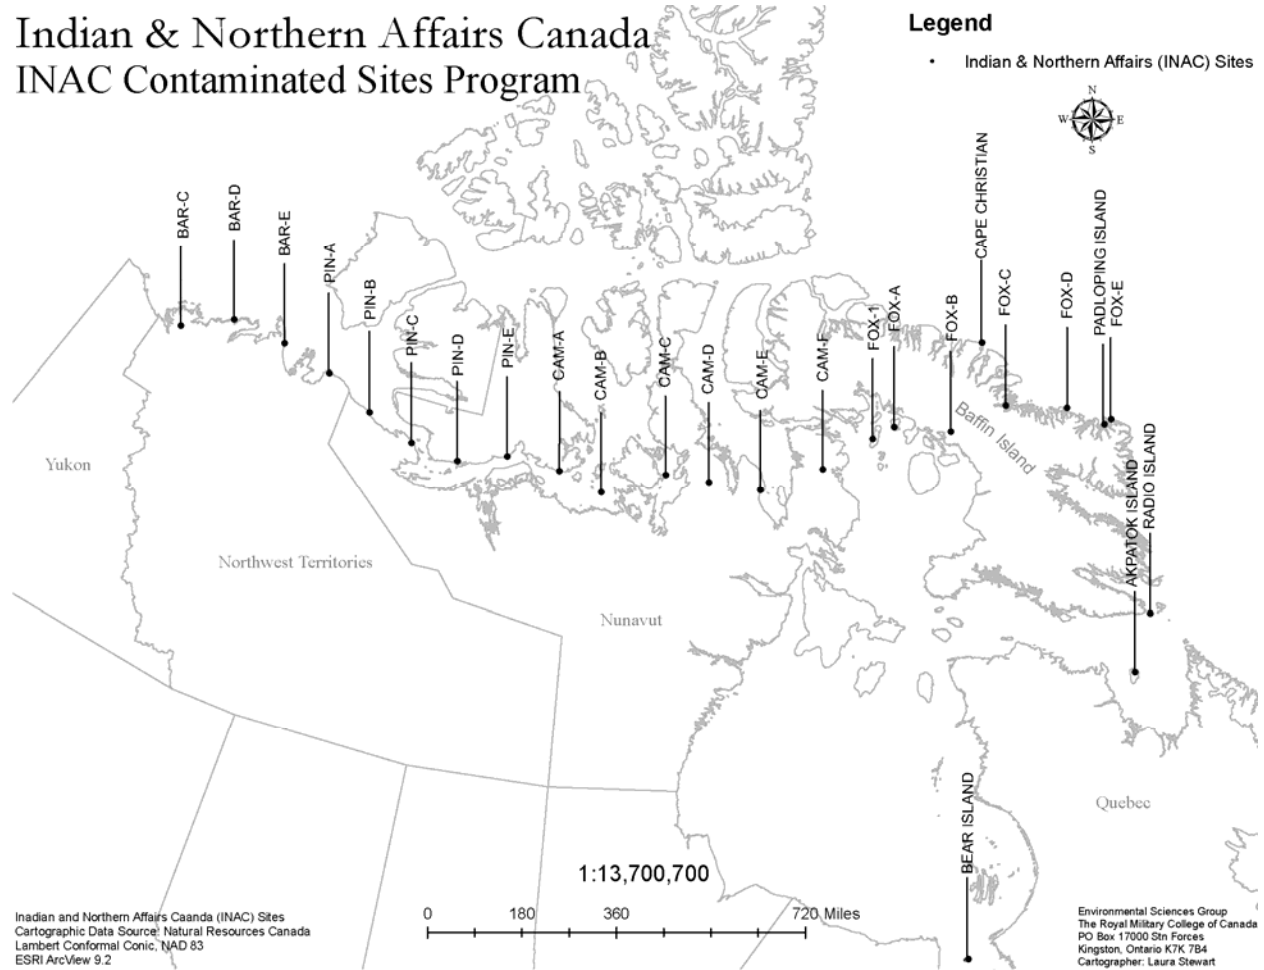 Indian & Northern Affairs Canada
INAC Contaminated Sites Program
Legend
• Indian & Northern Affairs (INAC) Sites
N
W E
S
BAR-C
BAR-D
BAR-E
PIN-A
PIN-B
PIN-C
PIN-D
PIN-E
CAM-A
CAM-B
CAM-C
CAM-D
CAM-E
CAM-F
FOX-1
FOX-A
FOX-B
CAPE CHRISTIAN
FOX-C
FOX-D
PADLOPING ISLAND
FOX-E
Baffin Island
AKPATOK ISLAND
RADIO ISLAND
Yukon
Northwest Territories
Nunavut
Quebec
BEAR ISLAND
1:13,700,700
0 180 360 720 Miles
Inadian and Northern Affairs Caanda (INAC) Sites
Cartographic Data Source: Natural Resources Canada
Lambert Conformal Conic, NAD 83
ESRI ArcView 9.2
Environmental Sciences Group
The Royal Military College of Canada
PO Box 17000 Stn Forces
Kingston, Ontario K7K 7B4
Cartographer: Laura Stewart